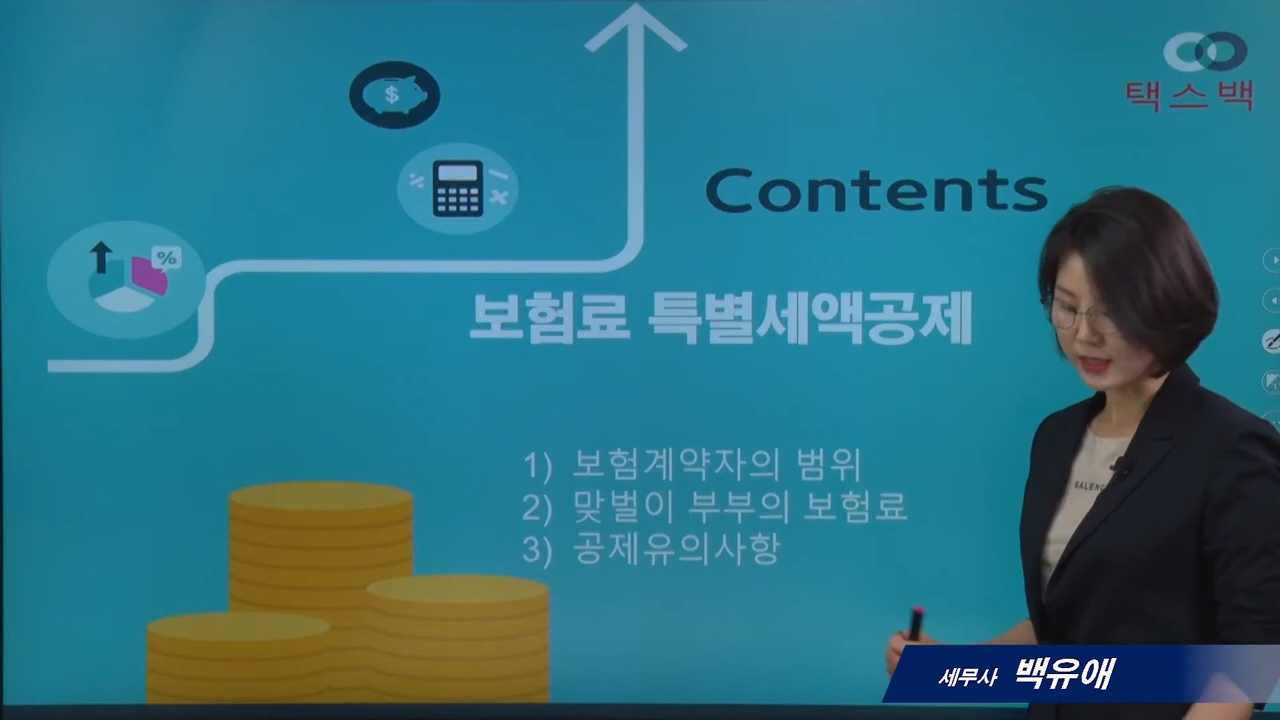 택스백
Contents
보험료 특별세액공제
1) 보험계약자의 범위
2) 맞벌이 부부의 보험료
3) 공제유의사항
$
%
BALENC
세무사 백유애